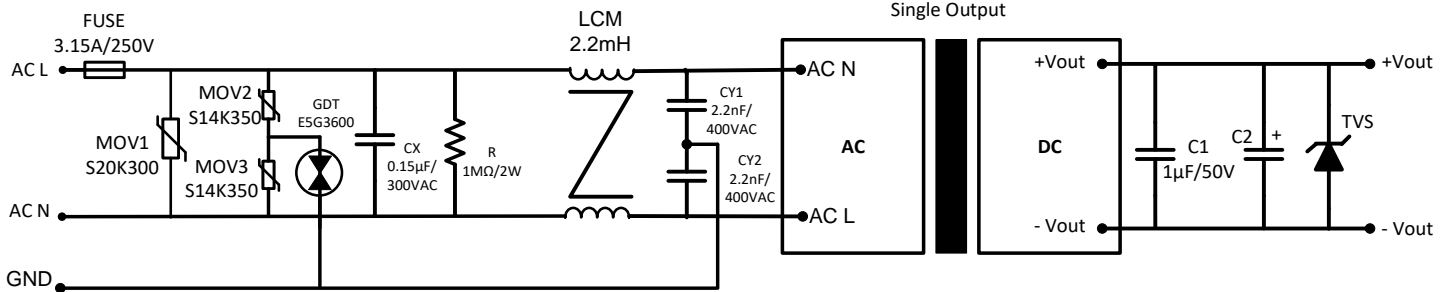 Single Output
FUSE
3.15A/250V
AC L
MOV1
S20K300
MOV2
S14K350
MOV3
S14K350
GDT
E5G3600
CX
0.15µF/
300VAC
R
1MΩ/2W
LCM
2.2mH
CY1
2.2nF/
400VAC
CY2
2.2nF/
400VAC
AC N
AC N
AC L
AC
DC
+Vout
- Vout
C1
1µF/50V
C2
+
TVS
+Vout
- Vout
GND